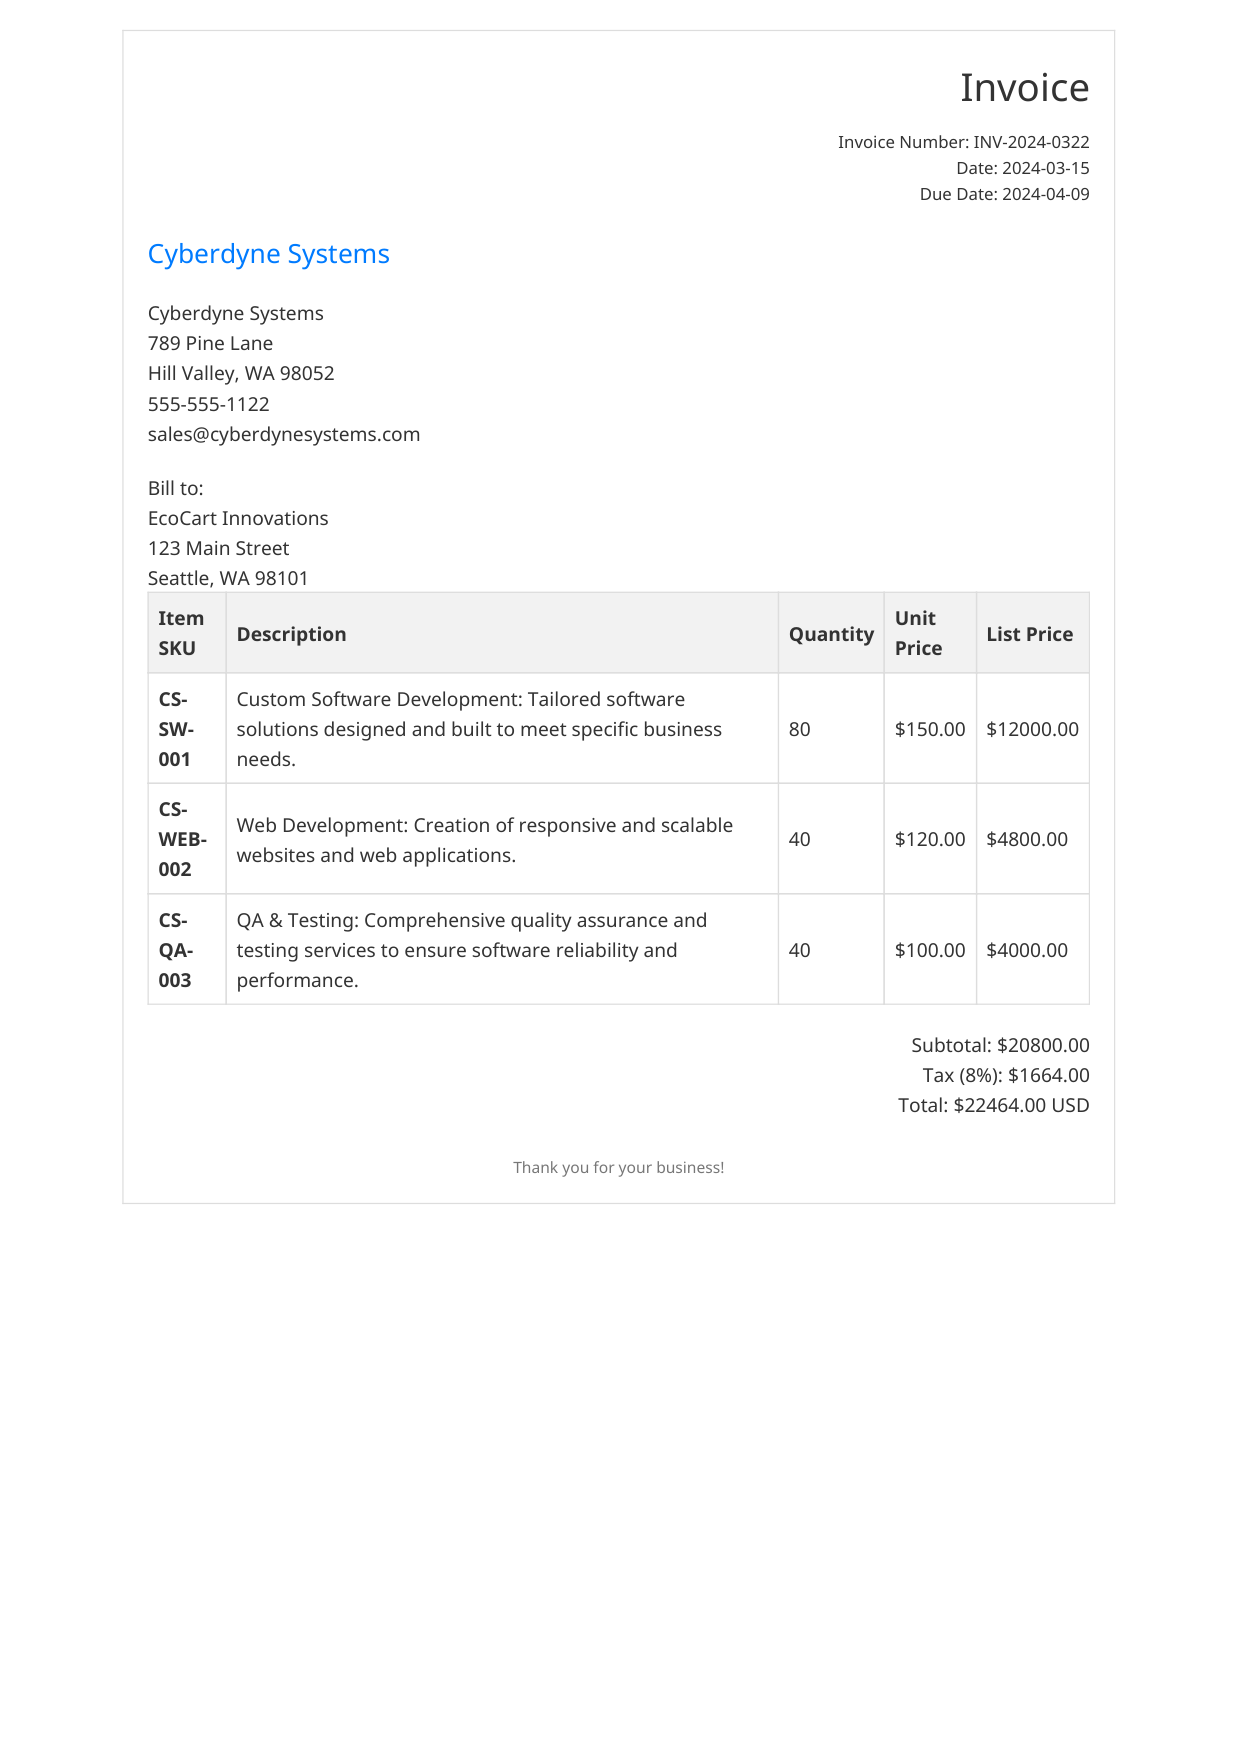 Invoice
Invoice Number: INV-2024-0322
Date: 2024-03-15
Due Date: 2024-04-09
Cyberdyne Systems
Cyberdyne Systems
789 Pine Lane
Hill Valley, WA 98052
555-555-1122
sales@cyberdynesystems.com
Bill to:
EcoCart Innovations
123 Main Street
Seattle, WA 98101
Item SKU Description Quantity Unit Price List Price
CS-SW-001 Custom Software Development: Tailored software solutions designed and built to meet specific business needs. 80 $150.00 $12000.00
CS-WEB-002 Web Development: Creation of responsive and scalable websites and web applications. 40 $120.00 $4800.00
CS-QA-003 QA & Testing: Comprehensive quality assurance and testing services to ensure software reliability and performance. 40 $100.00 $4000.00
Subtotal: $20800.00
Tax (8%): $1664.00
Total: $22464.00 USD
Thank you for your business!